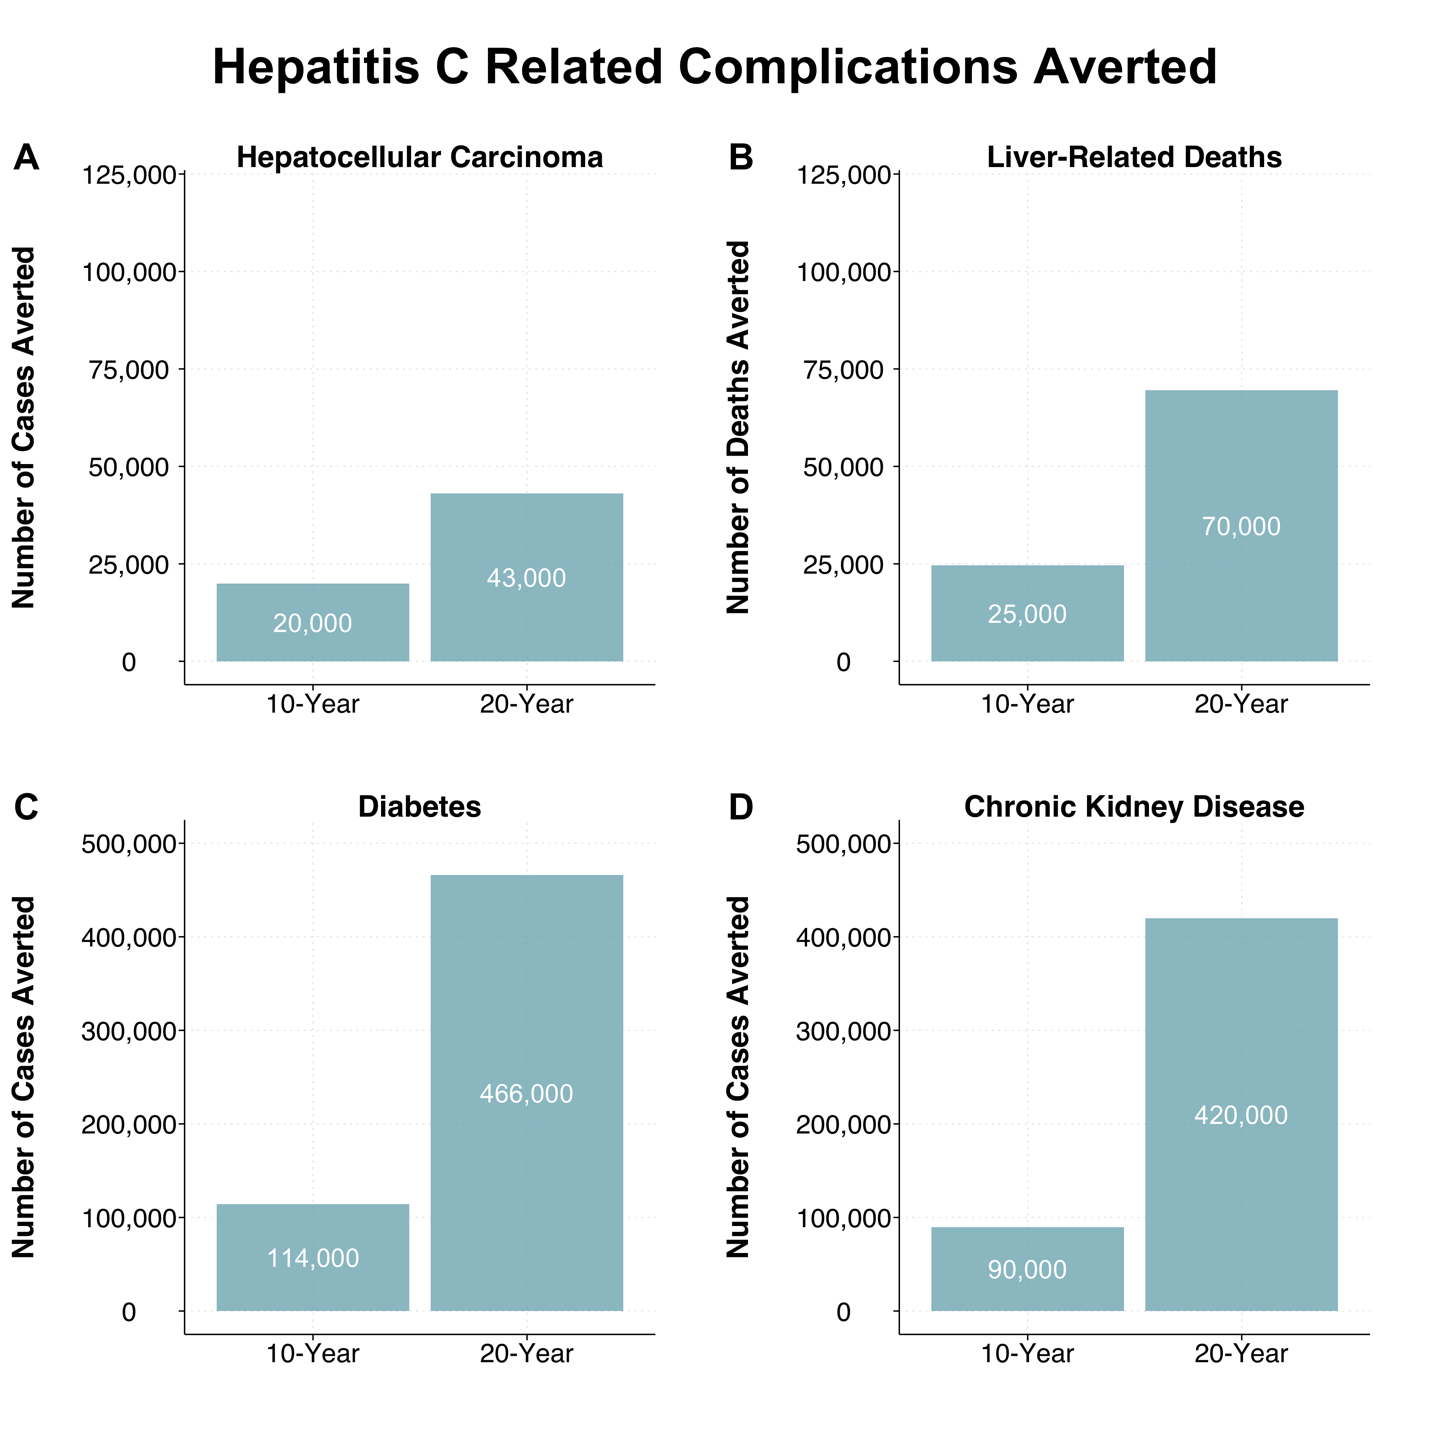 Hepatitis C Related Complications Averted
A
Hepatocellular Carcinoma
Number of Cases Averted
125,000
100,000
75,000
50,000
25,000
0
20,000
43,000
10-Year
20-Year
B
Liver-Related Deaths
Number of Deaths Averted
125,000
100,000
75,000
50,000
25,000
0
25,000
70,000
10-Year
20-Year
C
Diabetes
Number of Cases Averted
500,000
400,000
300,000
200,000
100,000
0
114,000
466,000
10-Year
20-Year
D
Chronic Kidney Disease
Number of Cases Averted
500,000
400,000
300,000
200,000
100,000
0
90,000
420,000
10-Year
20-Year